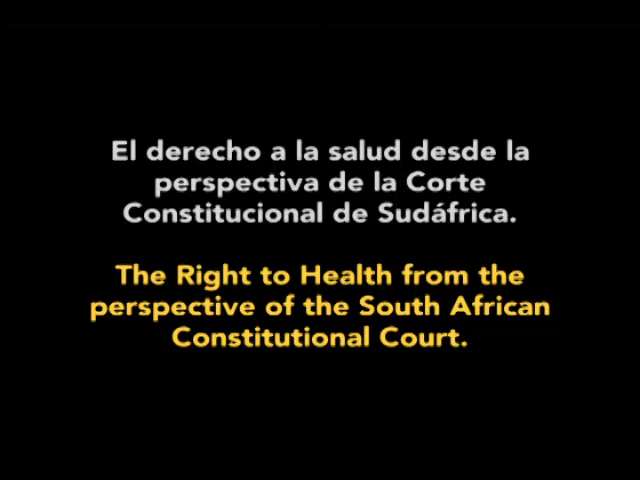 El derecho a la salud desde la
perspectiva de la Corte
Constitucional de Sudáfrica.
The Right to Health from the
perspective of the South African
Constitutional Court.